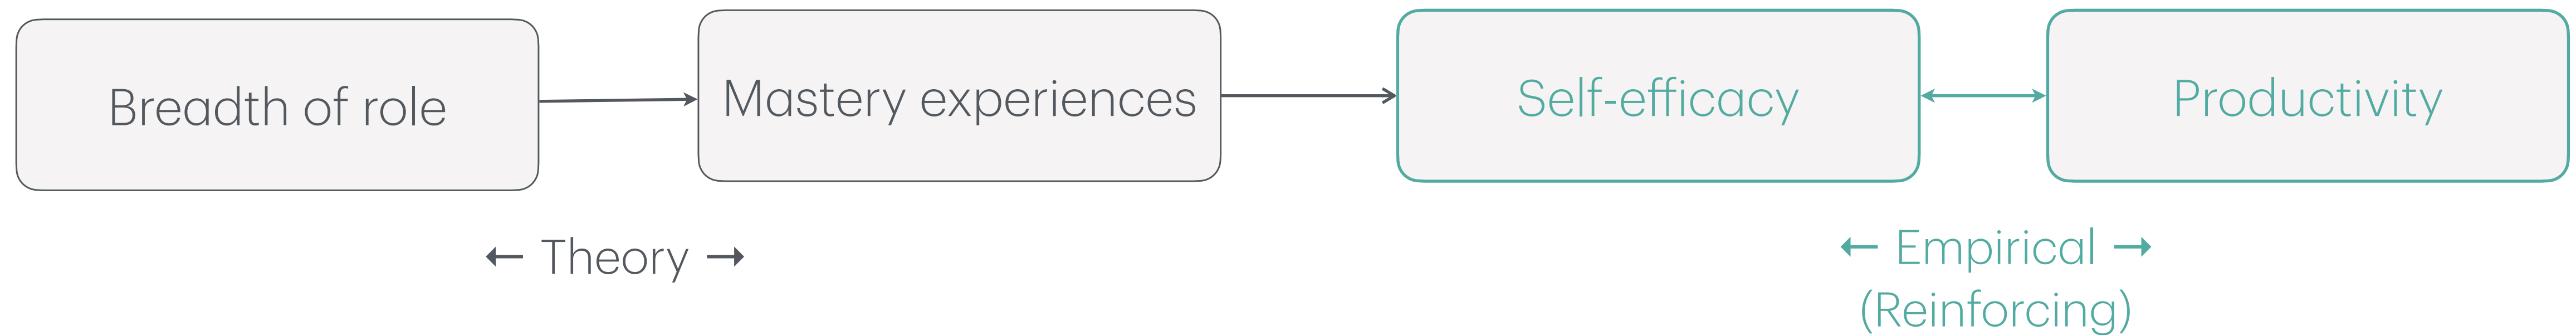 Breadth of role
Mastery experiences
Self-efficacy
Productivity
← Theory →
← Empirical →
(Reinforcing)